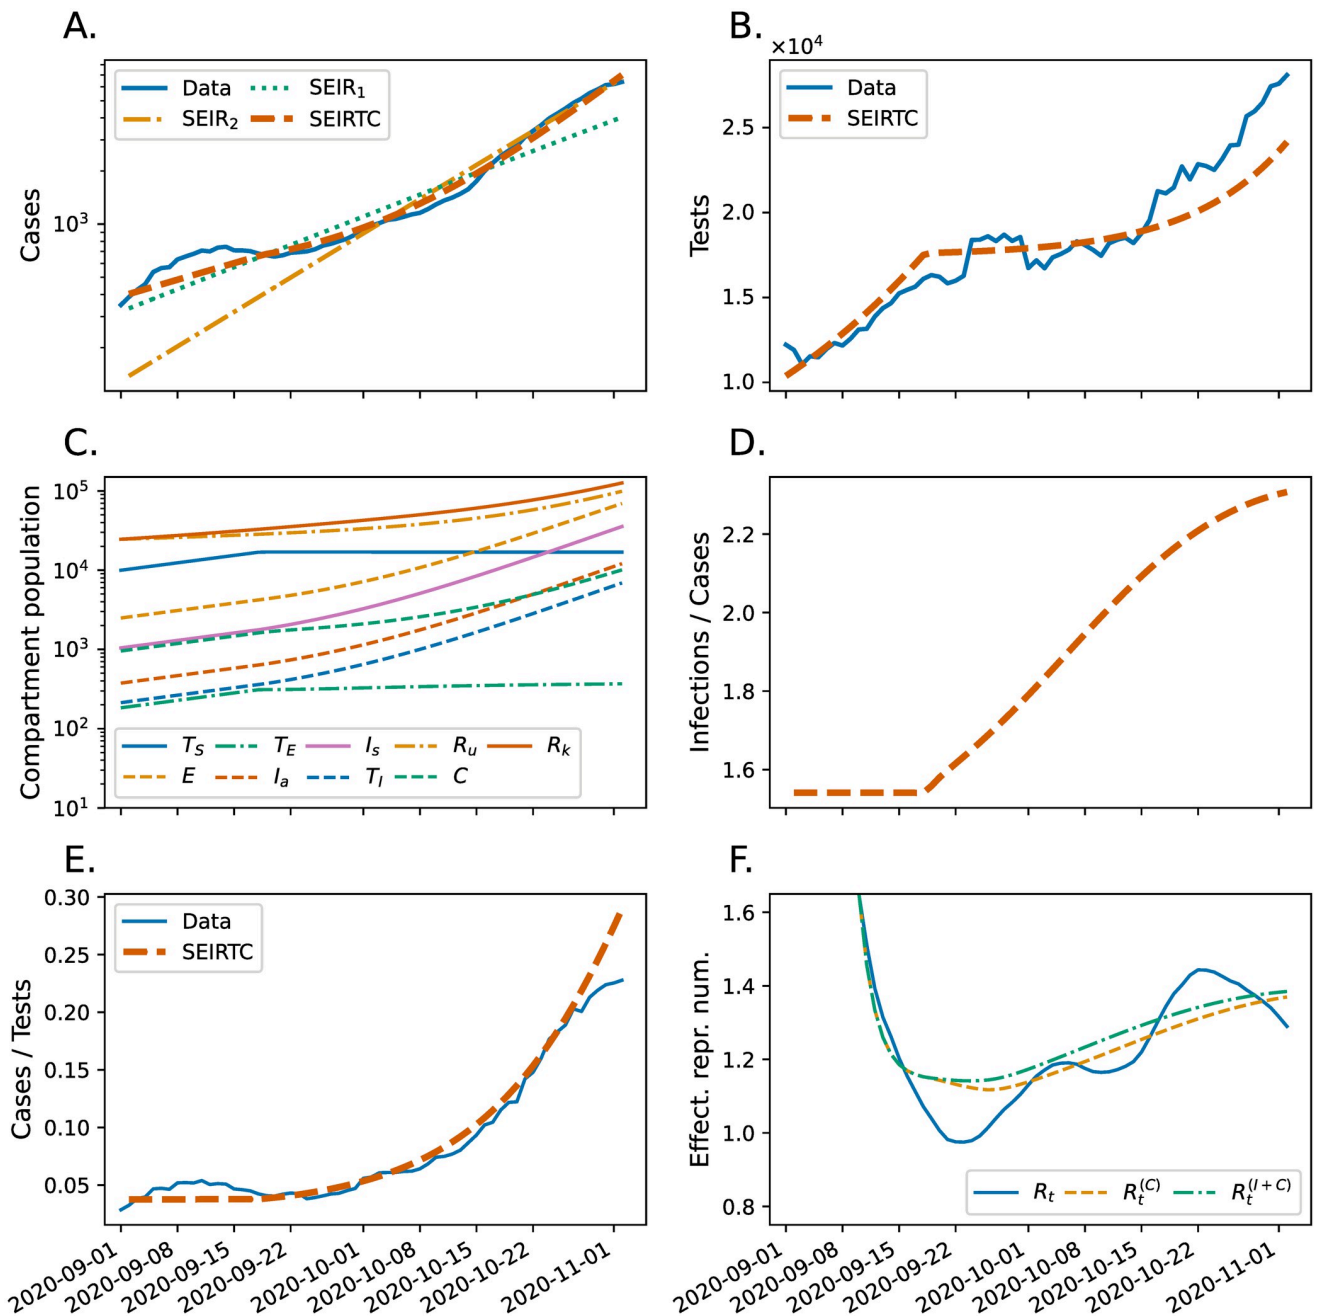 A.
Cases
10³
Data
SEIR₂
SEIR₁
SEIRTC
B.
×10⁴
Tests
2.5
2.0
1.5
1.0
Data
SEIRTC
C.
Compartment population
10⁵
10⁴
10³
10²
10¹
T_S T_E I_s R_u R_k
E I_a T_I C
D.
Infections / Cases
2.2
2.0
1.8
1.6
E.
Cases / Tests
0.30
0.25
0.20
0.15
0.10
0.05
Data
SEIRTC
2020-09-01
2020-09-08
2020-09-15
2020-09-22
2020-10-01
2020-10-08
2020-10-15
2020-10-22
2020-11-01
F.
Effect. repr. num.
1.6
1.4
1.2
1.0
0.8
R_t R_t^(C) R_t^(I+C)
2020-09-01
2020-09-08
2020-09-15
2020-09-22
2020-10-01
2020-10-08
2020-10-15
2020-10-22
2020-11-01